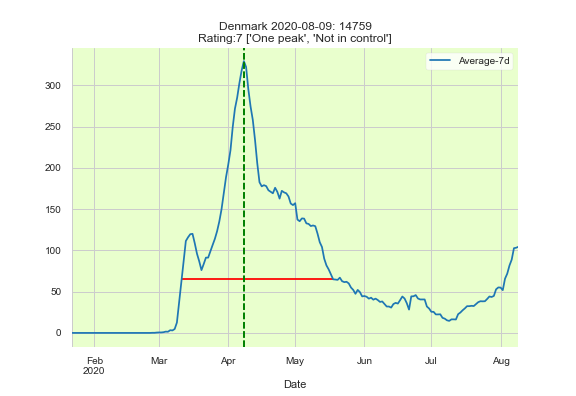 Denmark 2020-08-09: 14759
Rating:7 ['One peak', 'Not in control']
Average-7d
300
250
200
150
100
50
0
Feb
2020
Mar
Apr
May
Jun
Jul
Aug
Date